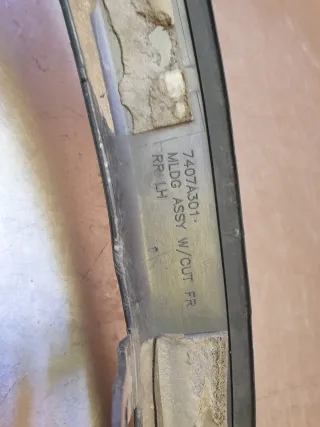 7407A301-
MLDG ASSY W/CUT FR
RR LH